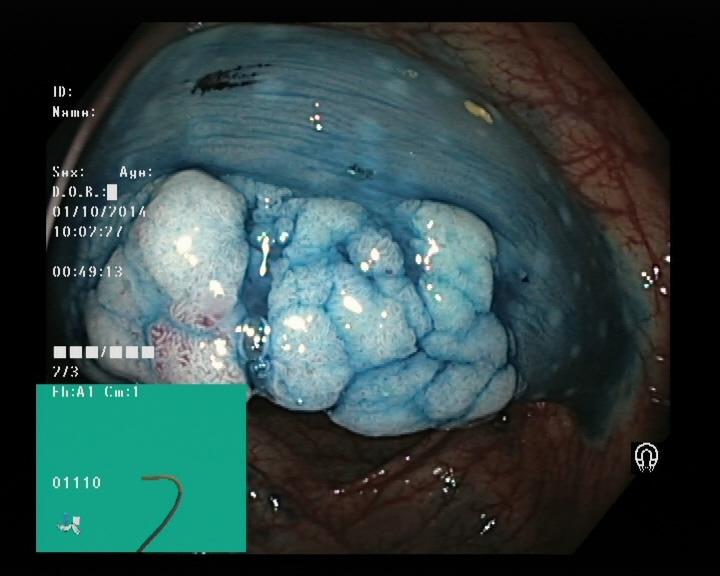 ID:
Name:
Sex: Age:
D.O.B.:
01/10/2014
10:02:27
00:49:13
/
2/3
Eh:A1 Cm:1
01110